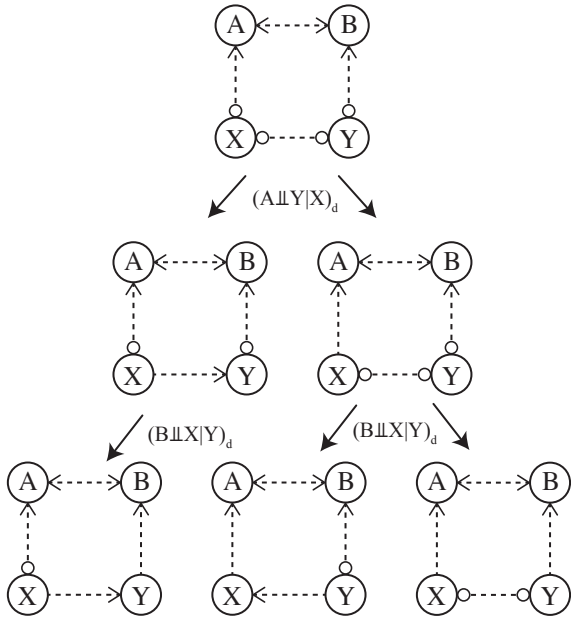 A B
X Y
(A⫫Y|X)d
A B A B
X Y X Y
(B⫫X|Y)d (B⫫X|Y)d
A B A B A B
X Y X Y X Y